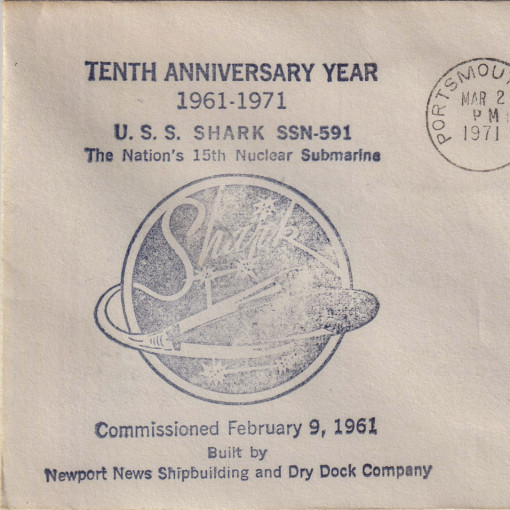 TENTH ANNIVERSARY YEAR
1961-1971
U. S. S. SHARK SSN-591
The Nation's 15th Nuclear Submarine
Shark
Commissioned February 9, 1961
Built by
Newport News Shipbuilding and Dry Dock Company
PORTSMOU
MAR 2
PM
1971